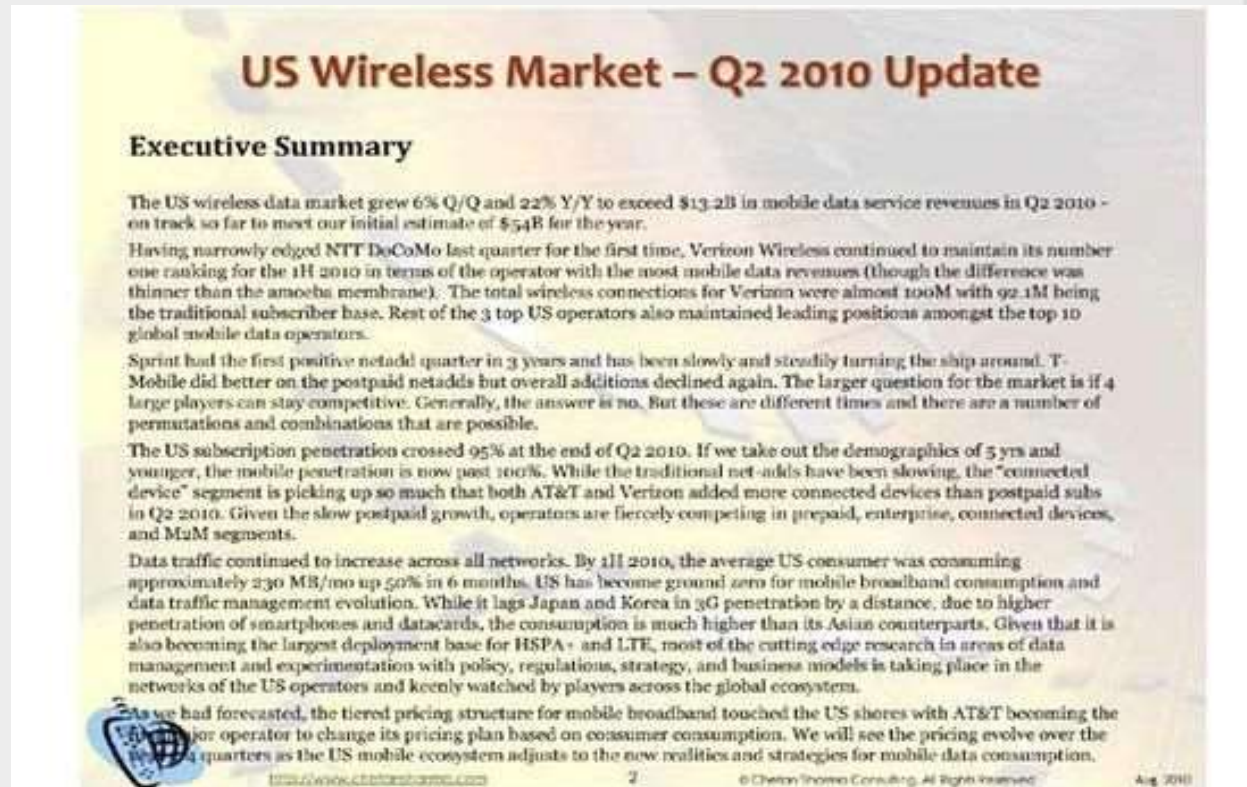 US Wireless Market – Q2 2010 Update
Executive Summary
The US wireless data market grew 6% Q/Q and 22% Y/Y to exceed $13.2B in mobile data service revenues in Q2 2010 -
on track so far to meet our initial estimate of $54B for the year.
Having narrowly edged NTT DoCoMo last quarter for the first time, Verizon Wireless continued to maintain its number
one ranking for the 1H 2010 in terms of the operator with the most mobile data revenues (though the difference was
thinner than the amoeba membrane). The total wireless connections for Verizon were almost 100M with 92.1M being
the traditional subscriber base. Rest of the 3 top US operators also maintained leading positions amongst the top 10
global mobile data operators.
Sprint had the first positive netadd quarter in 3 years and has been slowly and steadily turning the ship around. T-
Mobile did better on the postpaid netadds but overall additions declined again. The larger question for the market is if 4
large players can stay competitive. Generally, the answer is no. But these are different times and there are a number of
permutations and combinations that are possible.
The US subscription penetration crossed 95% at the end of Q2 2010. If we take out the demographics of 5 yrs and
younger, the mobile penetration is now past 100%. While the traditional net-adds have been slowing, the "connected
device" segment is picking up so much that both AT&T and Verizon added more connected devices than postpaid subs
in Q2 2010. Given the slow postpaid growth, operators are fiercely competing in prepaid, enterprise, connected devices,
and M2M segments.
Data traffic continued to increase across all networks. By 1H 2010, the average US consumer was consuming
approximately 230 MB/mo up 50% in 6 months. US has become ground zero for mobile broadband consumption and
data traffic management evolution. While it lags Japan and Korea in 3G penetration by a distance, due to higher
penetration of smartphones and datacards, the consumption is much higher than its Asian counterparts. Given that it is
also becoming the largest deployment base for HSPA+ and LTE, most of the cutting edge research in areas of data
management and experimentation with policy, regulations, strategy, and business models is taking place in the
networks of the US operators and keenly watched by players across the global ecosystem.
As we had forecasted, the tiered pricing structure for mobile broadband touched the US shores with AT&T becoming the
operator to change its pricing plan based on consumer consumption. We will see the pricing evolve over the
quarters as the US mobile ecosystem adjusts to the new realities and strategies for mobile data consumption.
http://www.chetansharma.com
2
© Chetan Sharma Consulting, All Rights Reserved
Aug 2010